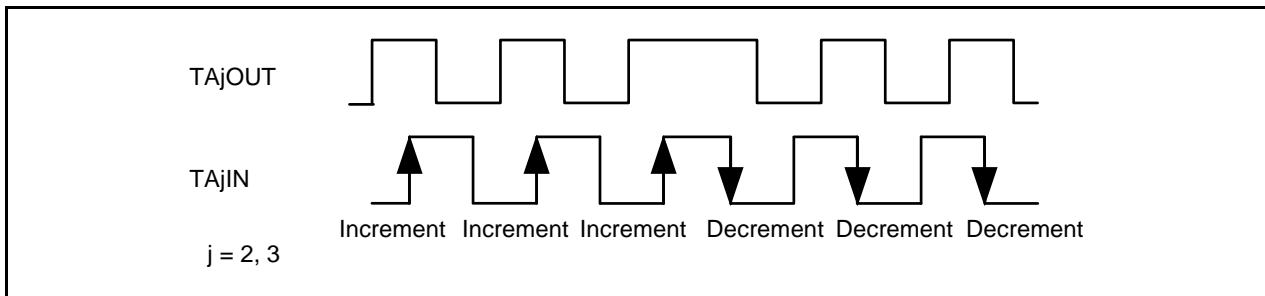 TAjOUT
TAjIN
Increment Increment Increment Decrement Decrement Decrement
j = 2, 3